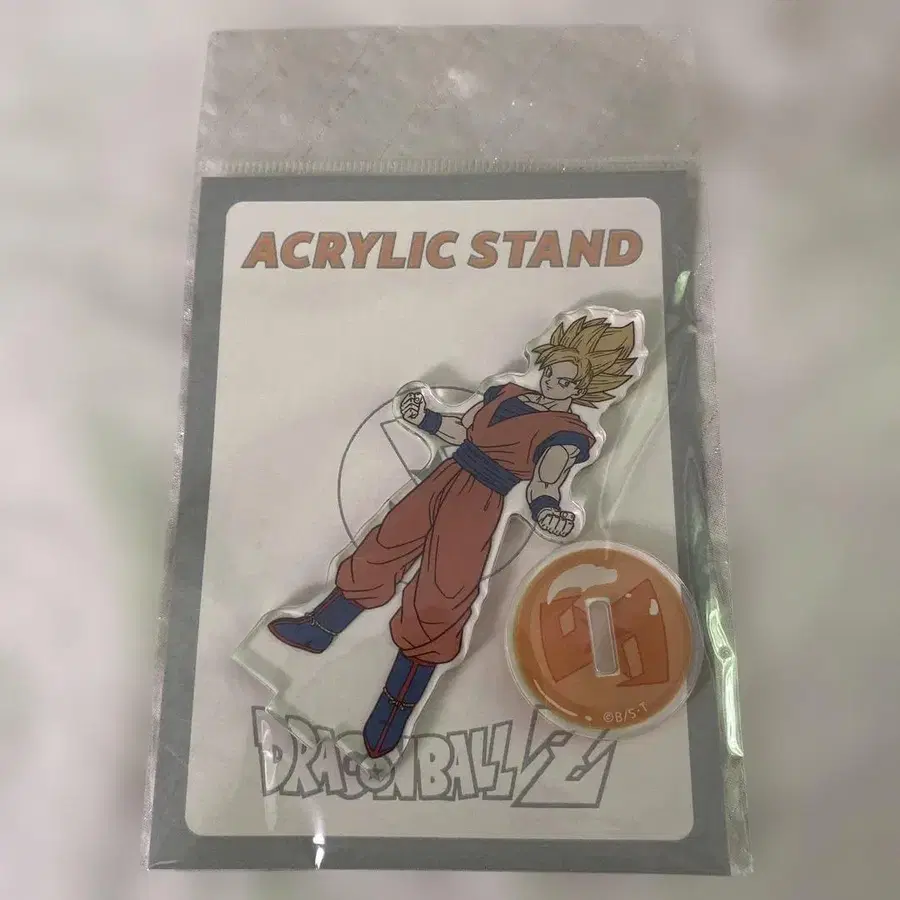 ACRYLIC STAND
©B/S・T
DRAGONBALL Z